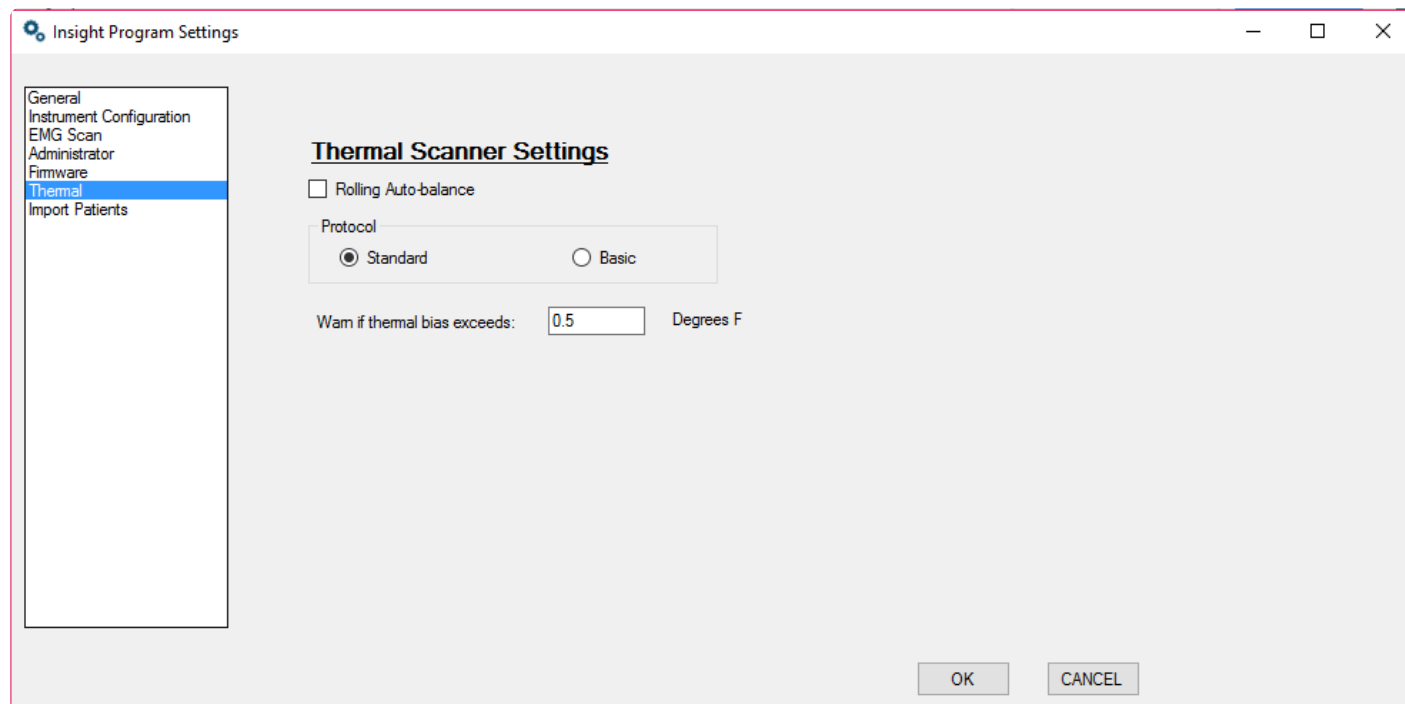 Insight Program Settings
General
Instrument Configuration
EMG Scan
Administrator
Firmware
Thermal
Import Patients
Thermal Scanner Settings
Rolling Auto-balance
Protocol
Standard
Basic
Warn if thermal bias exceeds:
0.5
Degrees F
OK
CANCEL